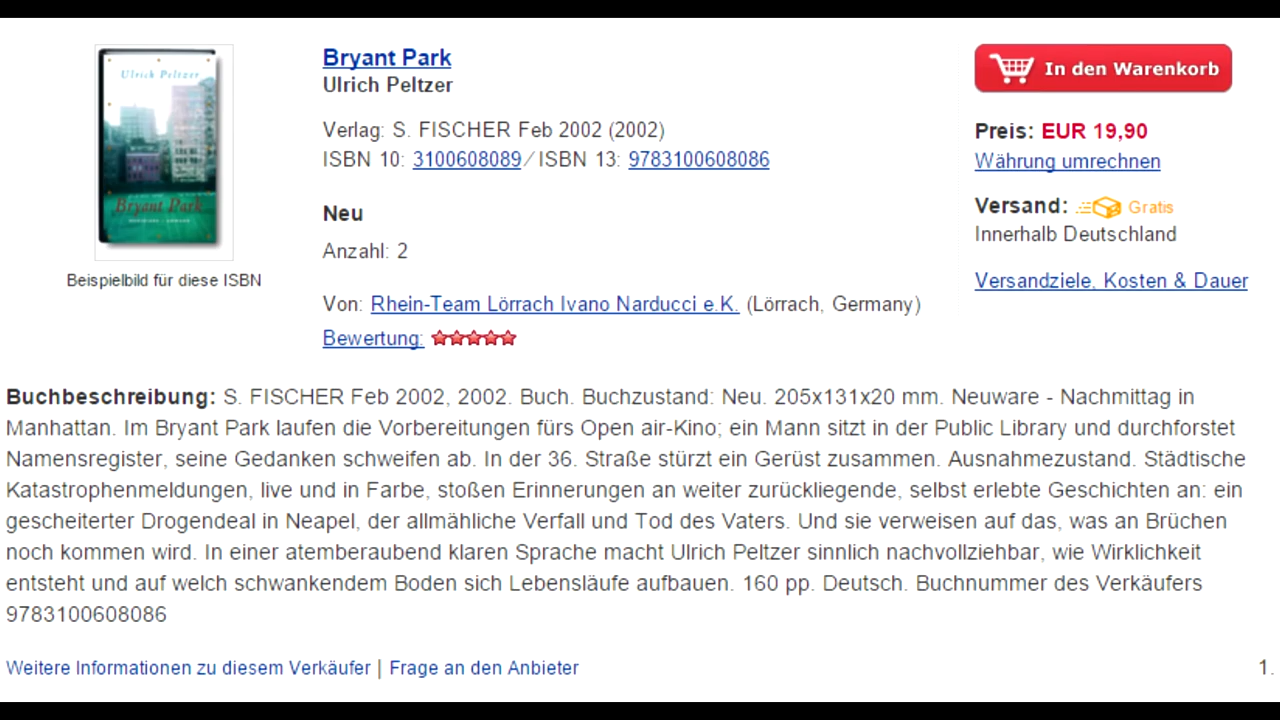 Bryant Park
Ulrich Peltzer
Verlag: S. FISCHER Feb 2002 (2002)
ISBN 10: 3100608089 / ISBN 13: 9783100608086
Neu
Anzahl: 2
Von: Rhein-Team Lörrach Ivano Narducci e.K. (Lörrach, Germany)
Bewertung:
Ulrich Peltzer
Bryant Park
Beispielbild für diese ISBN
In den Warenkorb
Preis: EUR 19,90
Währung umrechnen
Versand: Gratis
Innerhalb Deutschland
Versandziele, Kosten & Dauer
Buchbeschreibung: S. FISCHER Feb 2002, 2002. Buch. Buchzustand: Neu. 205x131x20 mm. Neuware - Nachmittag in
Manhattan. Im Bryant Park laufen die Vorbereitungen fürs Open air-Kino; ein Mann sitzt in der Public Library und durchforstet
Namensregister, seine Gedanken schweifen ab. In der 36. Straße stürzt ein Gerüst zusammen. Ausnahmezustand. Städtische
Katastrophenmeldungen, live und in Farbe, stoßen Erinnerungen an weiter zurückliegende, selbst erlebte Geschichten an: ein
gescheiterter Drogendeal in Neapel, der allmähliche Verfall und Tod des Vaters. Und sie verweisen auf das, was an Brüchen
noch kommen wird. In einer atemberaubend klaren Sprache macht Ulrich Peltzer sinnlich nachvollziehbar, wie Wirklichkeit
entsteht und auf welch schwankendem Boden sich Lebensläufe aufbauen. 160 pp. Deutsch. Buchnummer des Verkäufers
9783100608086
Weitere Informationen zu diesem Verkäufer | Frage an den Anbieter
1.